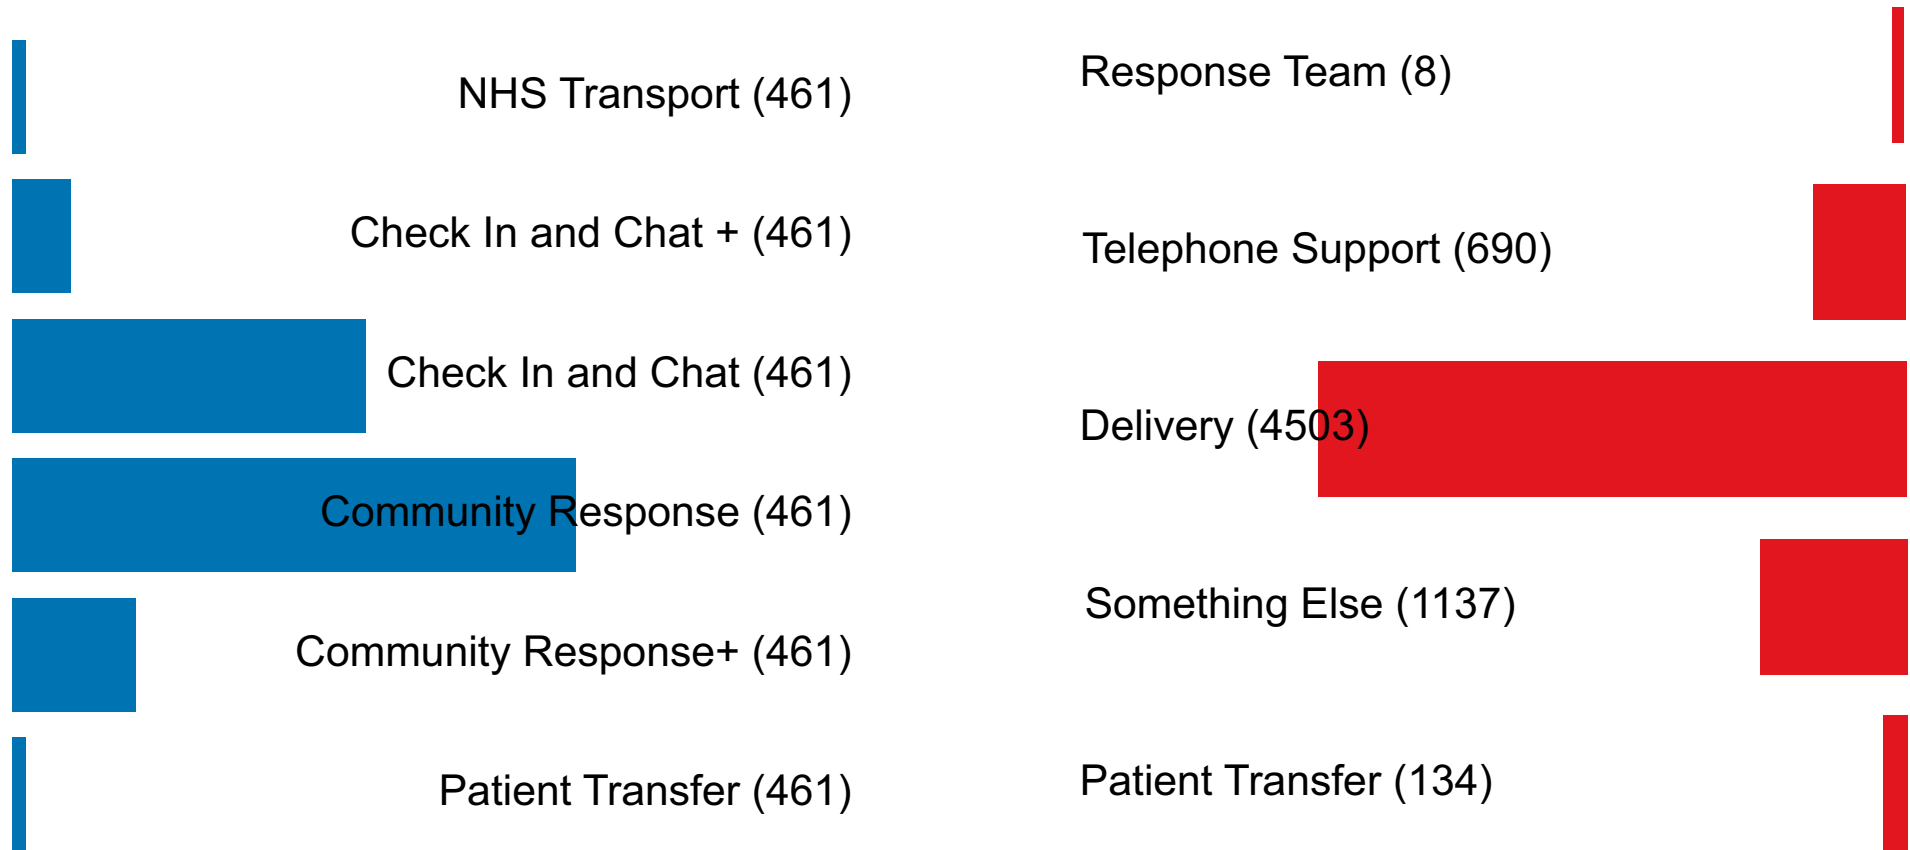 NHS Transport (461)
Check In and Chat + (461)
Check In and Chat (461)
Community Response (461)
Community Response+ (461)
Patient Transfer (461)
Response Team (8)
Telephone Support (690)
Delivery (4503)
Something Else (1137)
Patient Transfer (134)